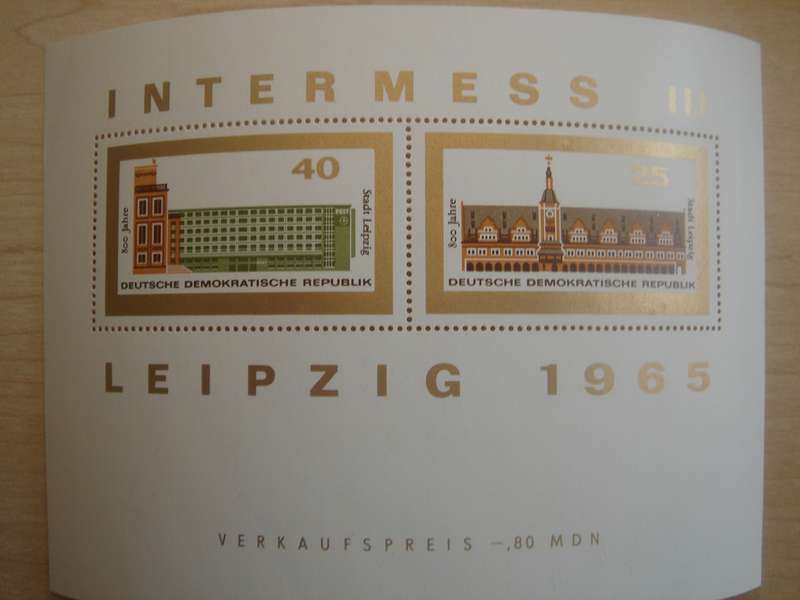 INTERMESS III
40
800 Jahre
Stadt Leipzig
POST
DEUTSCHE DEMOKRATISCHE REPUBLIK
25
800 Jahre
Stadt Leipzig
DEUTSCHE DEMOKRATISCHE REPUBLIK
LEIPZIG 1965
VERKAUFSPREIS –,80 MDN